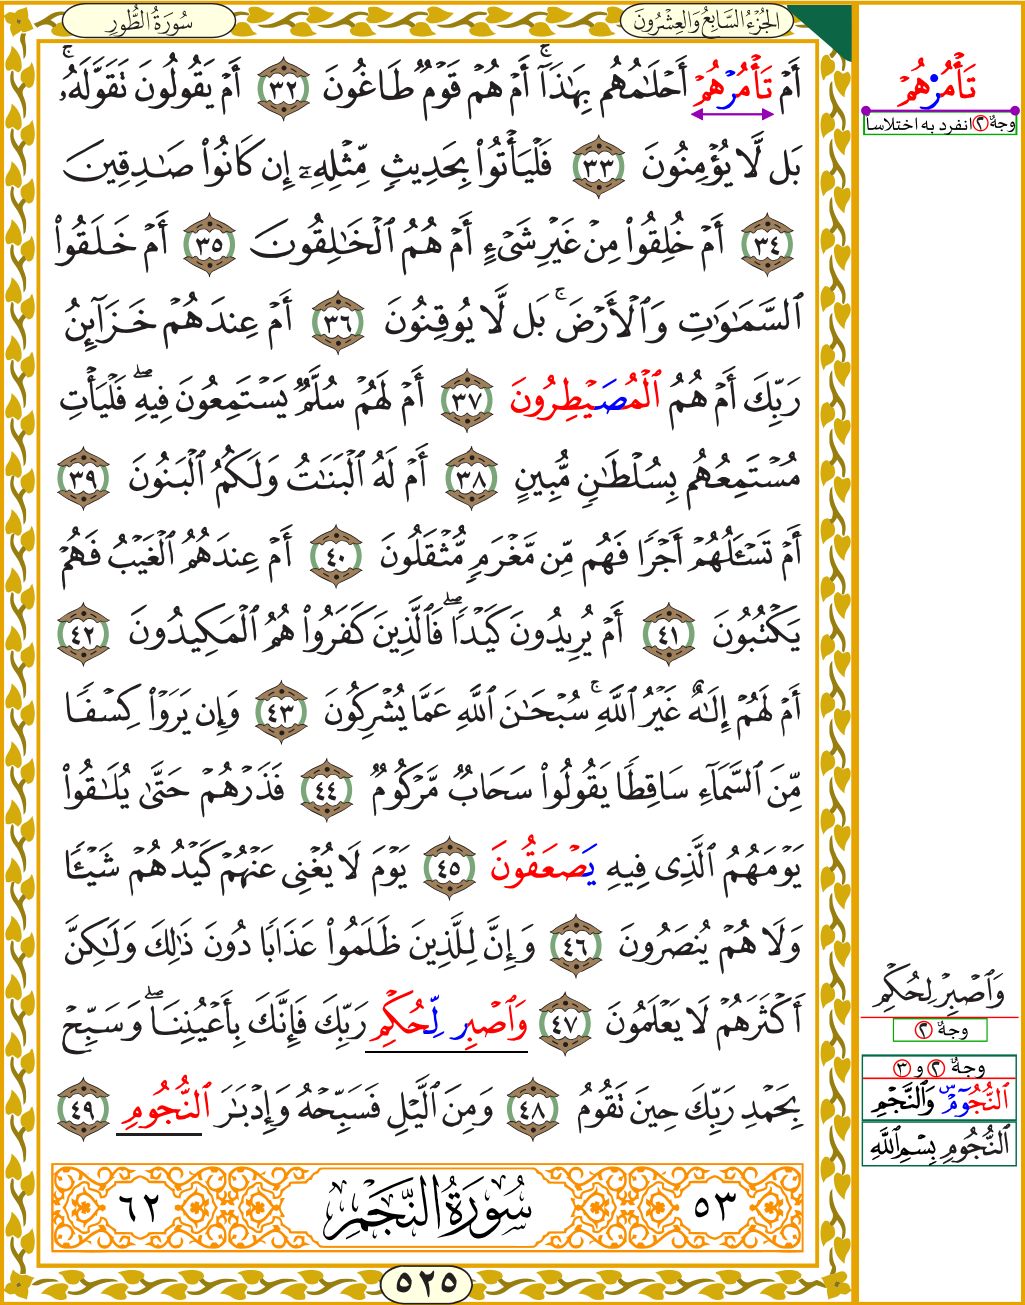 الجُزءُ السَّابِعُ وَالعِشْرُونَ
سُورَةُ الطُّورِ
أَمۡ تَأۡمُرۡهُمۡ أَحۡلَٰمُهُم بِهَٰذَآۚ أَمۡ هُمۡ قَوۡمٞ طَاغُونَ ٣٢ أَمۡ يَقُولُونَ تَقَوَّلَهُۥۚ
بَل لَّا يُؤۡمِنُونَ ٣٣ فَلۡيَأۡتُواْ بِحَدِيثٖ مِّثۡلِهِۦٓ إِن كَانُواْ صَٰدِقِينَ
٣٤ أَمۡ خُلِقُواْ مِنۡ غَيۡرِ شَيۡءٍ أَمۡ هُمُ ٱلۡخَٰلِقُونَ ٣٥ أَمۡ خَلَقُواْ
ٱلسَّمَٰوَٰتِ وَٱلۡأَرۡضَۚ بَل لَّا يُوقِنُونَ ٣٦ أَمۡ عِندَهُمۡ خَزَآئِنُ
رَبِّكَ أَمۡ هُمُ ٱلۡمُصَيۡطِرُونَ ٣٧ أَمۡ لَهُمۡ سُلَّمٞ يَسۡتَمِعُونَ فِيهِۖ فَلۡيَأۡتِ
مُسۡتَمِعُهُم بِسُلۡطَٰنٖ مُّبِينٍ ٣٨ أَمۡ لَهُ ٱلۡبَنَٰتُ وَلَكُمُ ٱلۡبَنُونَ ٣٩
أَمۡ تَسۡـَٔلُهُمۡ أَجۡرٗا فَهُم مِّن مَّغۡرَمٖ مُّثۡقَلُونَ ٤٠ أَمۡ عِندَهُمُ ٱلۡغَيۡبُ فَهُمۡ
يَكۡتُبُونَ ٤١ أَمۡ يُرِيدُونَ كَيۡدٗاۖ فَٱلَّذِينَ كَفَرُواْ هُمُ ٱلۡمَكِيدُونَ ٤٢
أَمۡ لَهُمۡ إِلَٰهٌ غَيۡرُ ٱللَّهِۚ سُبۡحَٰنَ ٱللَّهِ عَمَّا يُشۡرِكُونَ ٤٣ وَإِن يَرَوۡاْ كِسۡفٗا
مِّنَ ٱلسَّمَآءِ سَاقِطٗا يَقُولُواْ سَحَابٞ مَّرۡكُومٞ ٤٤ فَذَرۡهُمۡ حَتَّىٰ يُلَٰقُواْ
يَوۡمَهُمُ ٱلَّذِي فِيهِ يَصۡعَقُونَ ٤٥ يَوۡمَ لَا يُغۡنِي عَنۡهُمۡ كَيۡدُهُمۡ شَيۡـٔٗا
وَلَا هُمۡ يُنصَرُونَ ٤٦ وَإِنَّ لِلَّذِينَ ظَلَمُواْ عَذَابٗا دُونَ ذَٰلِكَ وَلَٰكِنَّ
أَكۡثَرَهُمۡ لَا يَعۡلَمُونَ ٤٧ وَٱصۡبِر لِّحُكۡمِ رَبِّكَ فَإِنَّكَ بِأَعۡيُنِنَاۖ وَسَبِّحۡ
بِحَمۡدِ رَبِّكَ حِينَ تَقُومُ ٤٨ وَمِنَ ٱلَّيۡلِ فَسَبِّحۡهُ وَإِدۡبَٰرَ ٱلنُّجُومِ ٤٩
٥٣ سُورَةُ النَّجۡمِ ٦٢
٥٢٥
تَأۡمُرۡهُمۡ
وجهٌ ٢ انفرد به اختلاسا
وَٱصۡبِرۡ لِحُكۡمِ
وجهٌ ٢
وجهٌ ٢ و ٣
ٱلنُّجُومِۜ وَٱلنَّجۡمِ
ٱلنُّجُومِ بِسۡمِ ٱللَّهِ